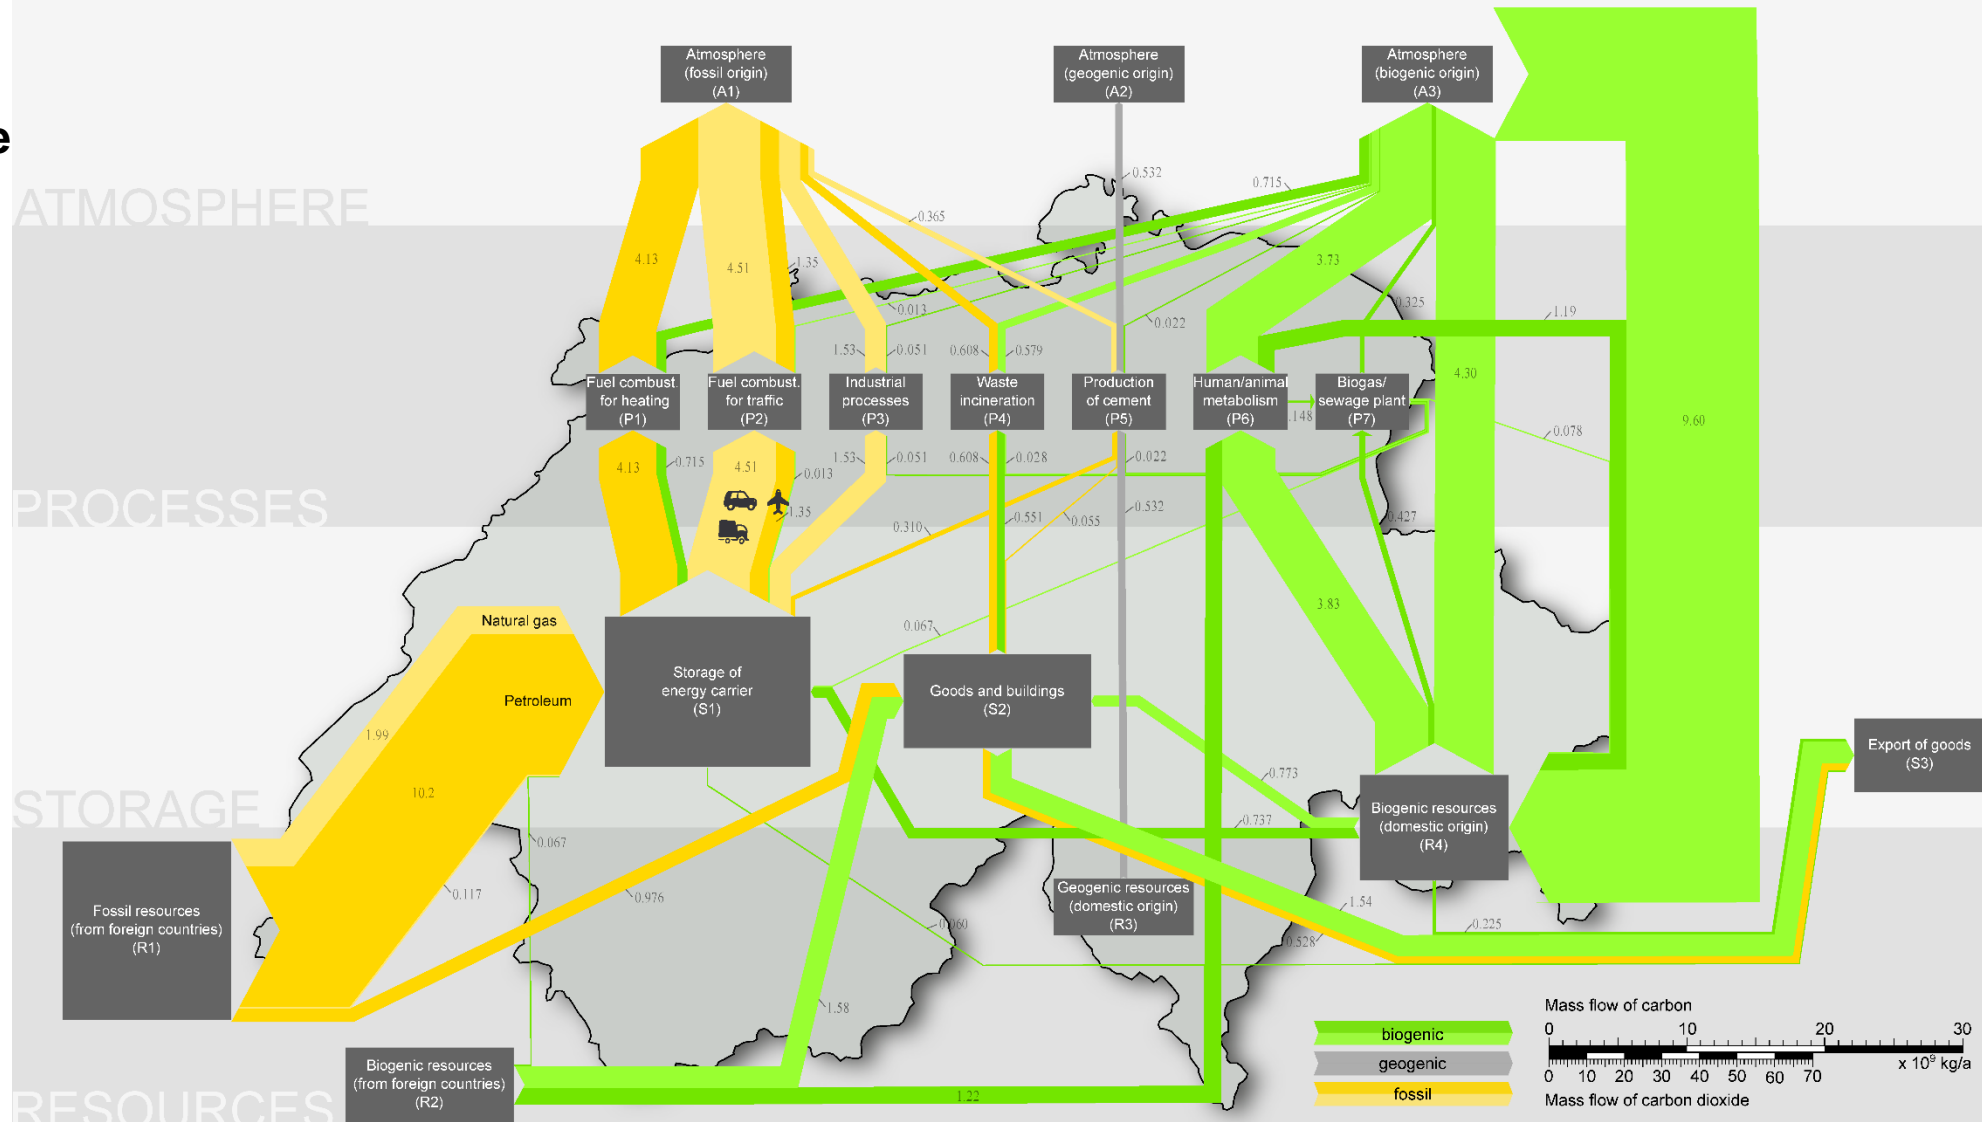 Atmosphere
(fossil origin)
(A1)
Atmosphere
(geogenic origin)
(A2)
Atmosphere
(biogenic origin)
(A3)
e
ATMOSPHERE
0.532
0.715
0.365
4.13
4.51
1.35
3.73
0.013
0.022
0.325
1.19
1.53
0.051
0.608
0.579
4.30
9.60
Fuel combust.
for heating
(P1)
Fuel combust.
for traffic
(P2)
Industrial
processes
(P3)
Waste
incineration
(P4)
Production
of cement
(P5)
Human/animal
metabolism
(P6)
.148
Biogas/
sewage plant
(P7)
0.078
4.13
0.715
4.51
0.013
1.35
1.53
0.051
0.608
0.028
0.022
PROCESSES
0.310
0.551
0.055
0.532
0.427
3.83
0.067
Natural gas
Petroleum
Storage of
energy carrier
(S1)
Goods and buildings
(S2)
1.99
10.2
0.773
Export of goods
(S3)
STORAGE
0.737
Biogenic resources
(domestic origin)
(R4)
0.067
0.117
0.976
Fossil resources
(from foreign countries)
(R1)
Geogenic resources
(domestic origin)
(R3)
0.060
1.54
0.528
0.225
1.58
Biogenic resources
(from foreign countries)
(R2)
1.22
RESOURCES
biogenic
geogenic
fossil
Mass flow of carbon
0 10 20 30
x 10⁹ kg/a
0 10 20 30 40 50 60 70
Mass flow of carbon dioxide